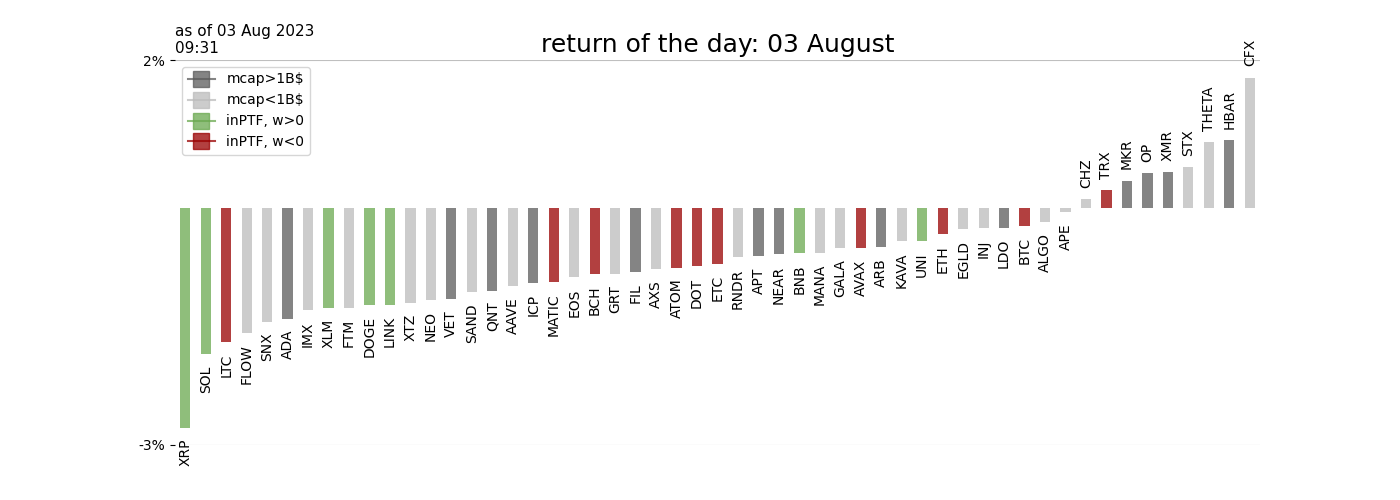 as of 03 Aug 2023
09:31
return of the day: 03 August
2%
mcap>1B$
mcap<1B$
inPTF, w>0
inPTF, w<0
-3%
XRP
SOL
LTC
FLOW
SNX
ADA
IMX
XLM
FTM
DOGE
LINK
XTZ
NEO
VET
SAND
QNT
AAVE
ICP
MATIC
EOS
BCH
GRT
FIL
AXS
ATOM
DOT
ETC
RNDR
APT
NEAR
BNB
MANA
GALA
AVAX
ARB
KAVA
UNI
ETH
EGLD
INJ
LDO
BTC
ALGO
APE
CHZ
TRX
MKR
OP
XMR
STX
THETA
HBAR
CFX